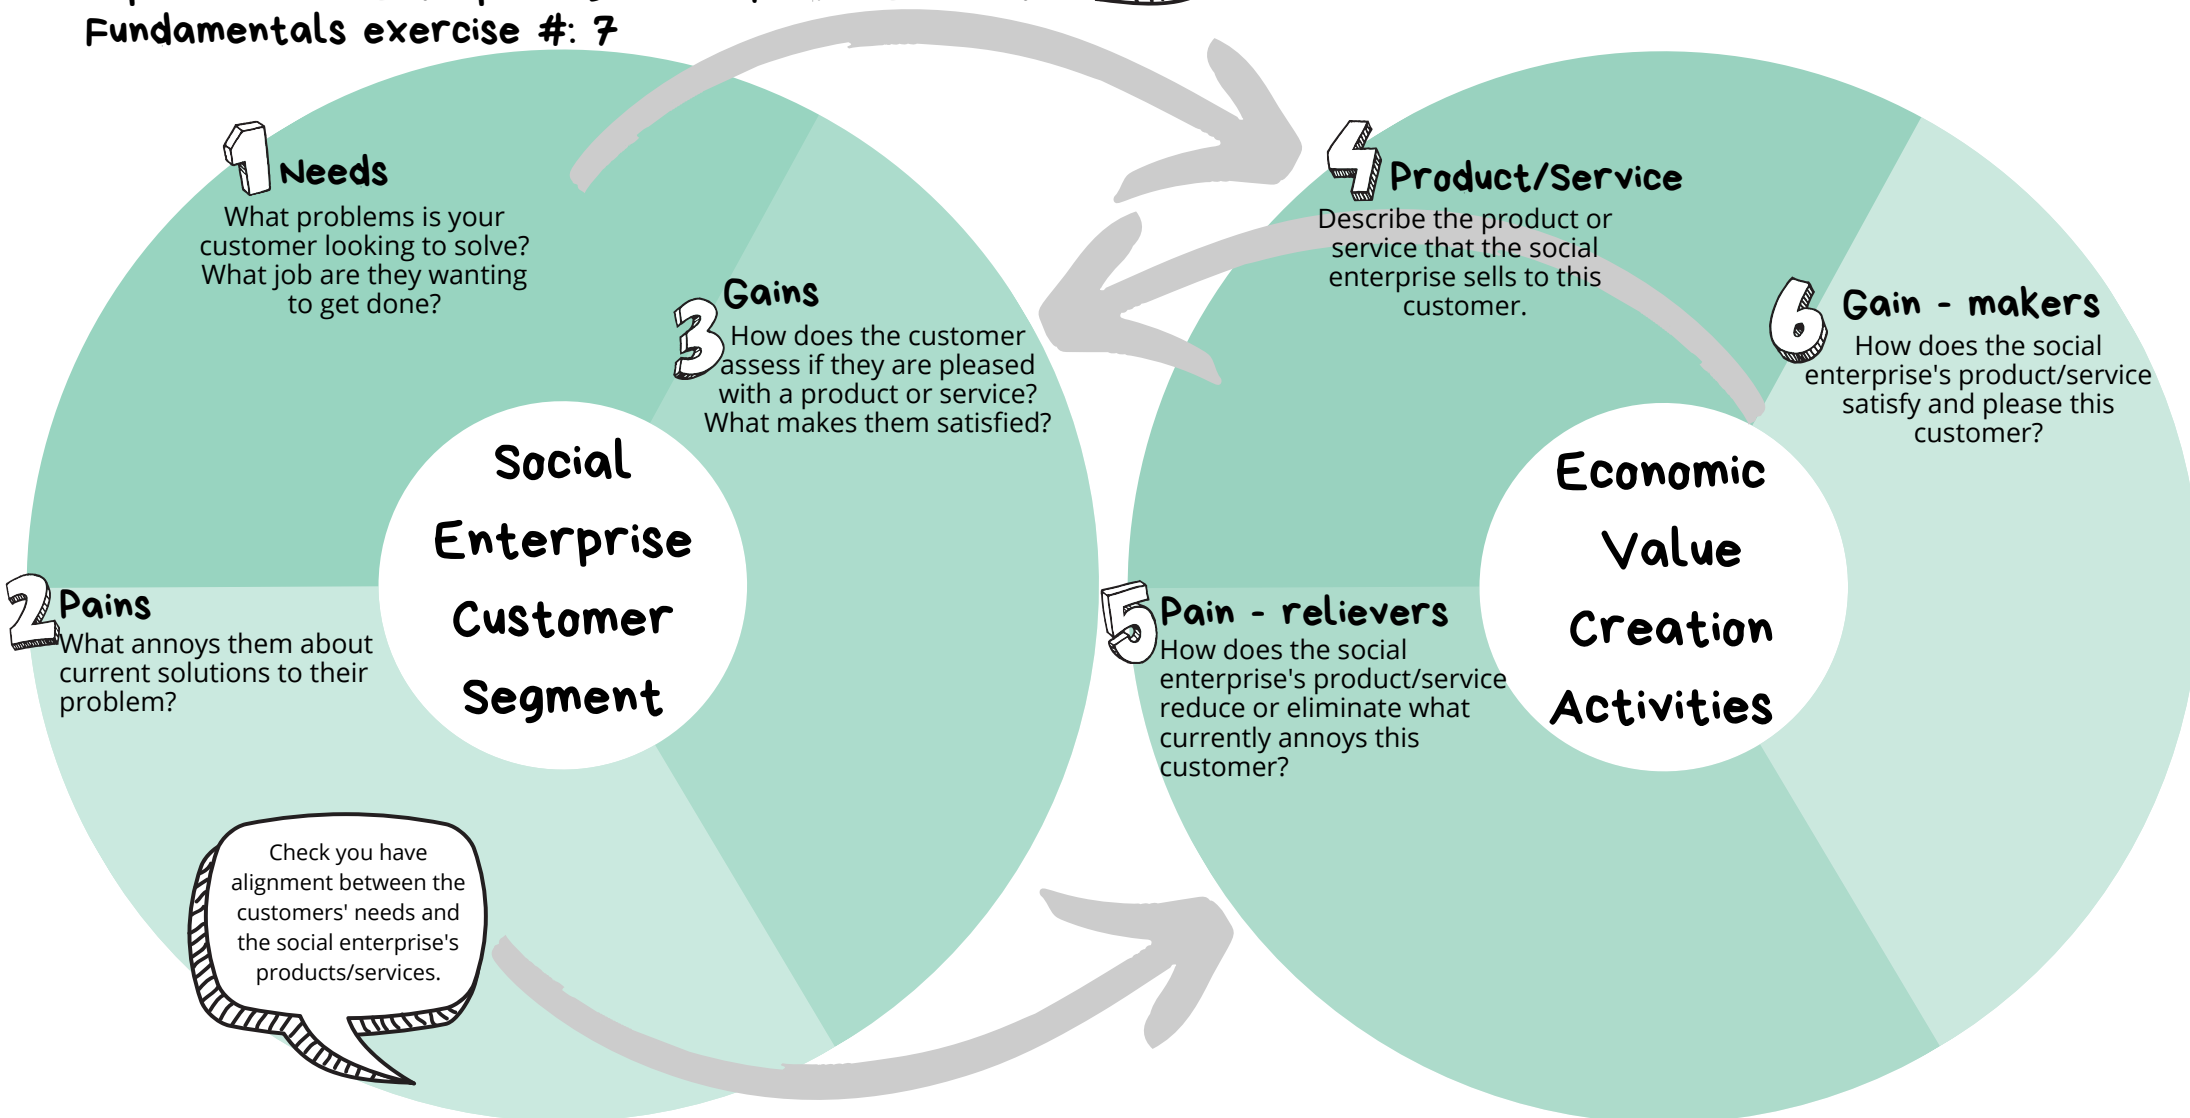 Fundamentals exercise #: 7
1 Needs
What problems is your
customer looking to solve?
What job are they wanting
to get done?
3 Gains
How does the customer
assess if they are pleased
with a product or service?
What makes them satisfied?
2 Pains
What annoys them about
current solutions to their
problem?
Social
Enterprise
Customer
Segment
Check you have
alignment between the
customers' needs and
the social enterprise's
products/services.
4 Product/Service
Describe the product or
service that the social
enterprise sells to this
customer.
6 Gain - makers
How does the social
enterprise's product/service
satisfy and please this
customer?
5 Pain - relievers
How does the social
enterprise's product/service
reduce or eliminate what
currently annoys this
customer?
Economic
Value
Creation
Activities